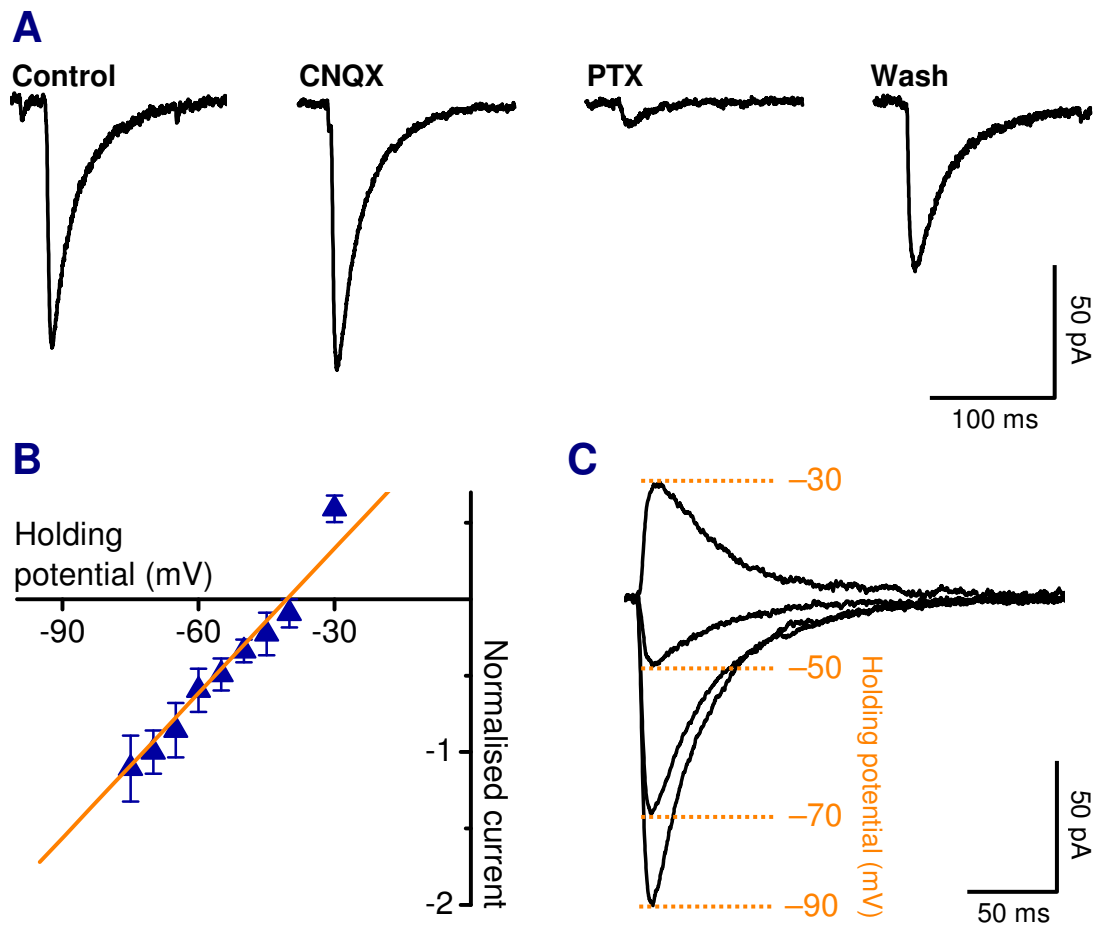 A
Control
CNQX
PTX
Wash
50 pA
100 ms
B
Holding
potential (mV)
-90
-60
-30
-1
-2
Normalised current
C
–30
–50
–70
–90
Holding potential (mV)
50 pA
50 ms